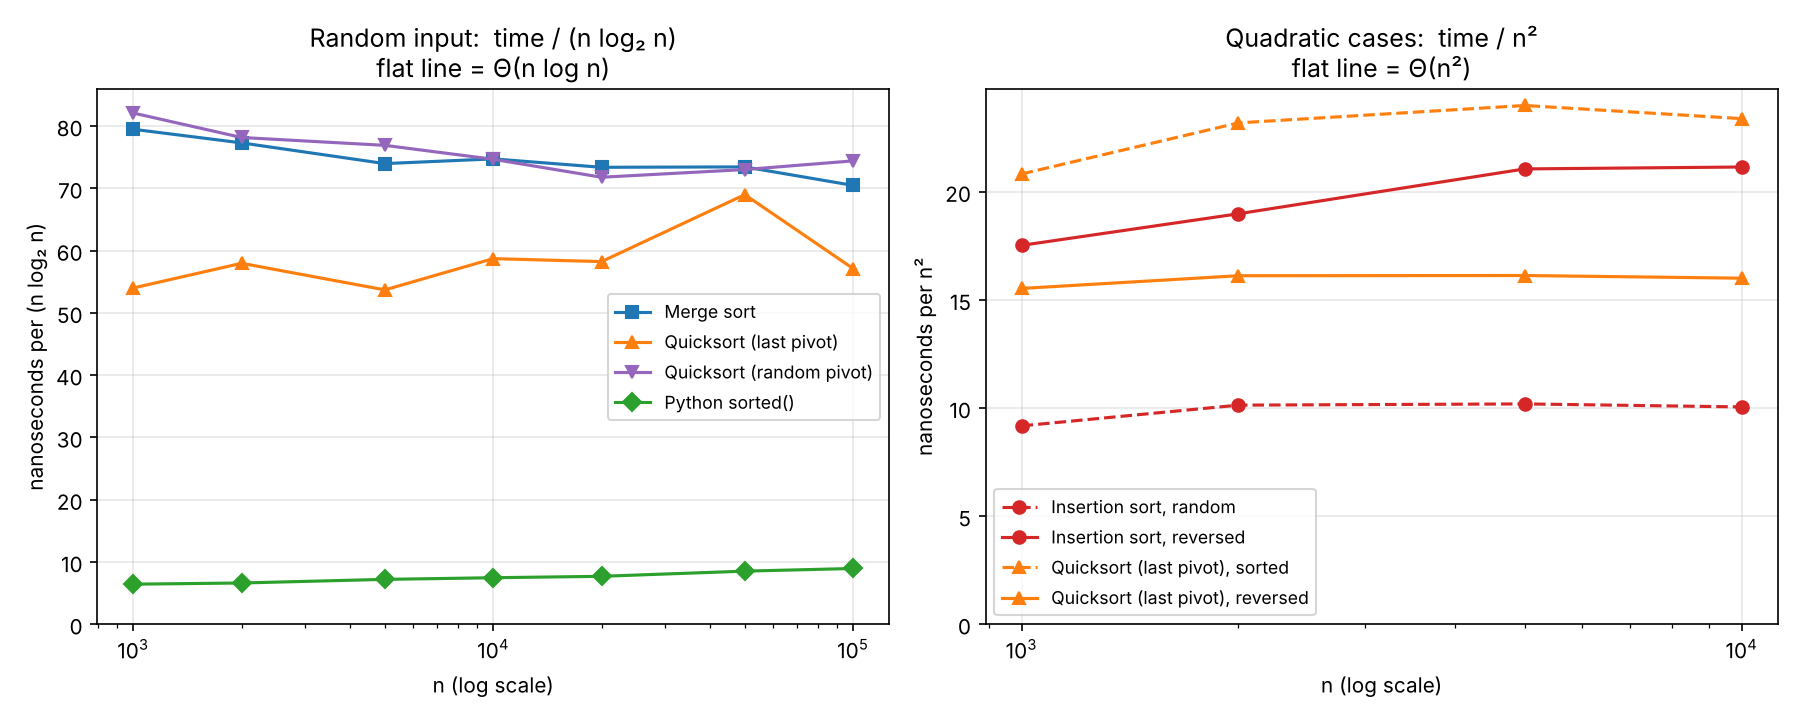 Random input:  time / (n log₂ n)
flat line = Θ(n log n)
nanoseconds per (n log₂ n)
80
70
60
50
40
30
20
10
0
Merge sort
Quicksort (last pivot)
Quicksort (random pivot)
Python sorted()
10³
10⁴
10⁵
n (log scale)
Quadratic cases:  time / n²
flat line = Θ(n²)
nanoseconds per n²
20
15
10
5
0
Insertion sort, random
Insertion sort, reversed
Quicksort (last pivot), sorted
Quicksort (last pivot), reversed
10³
10⁴
n (log scale)